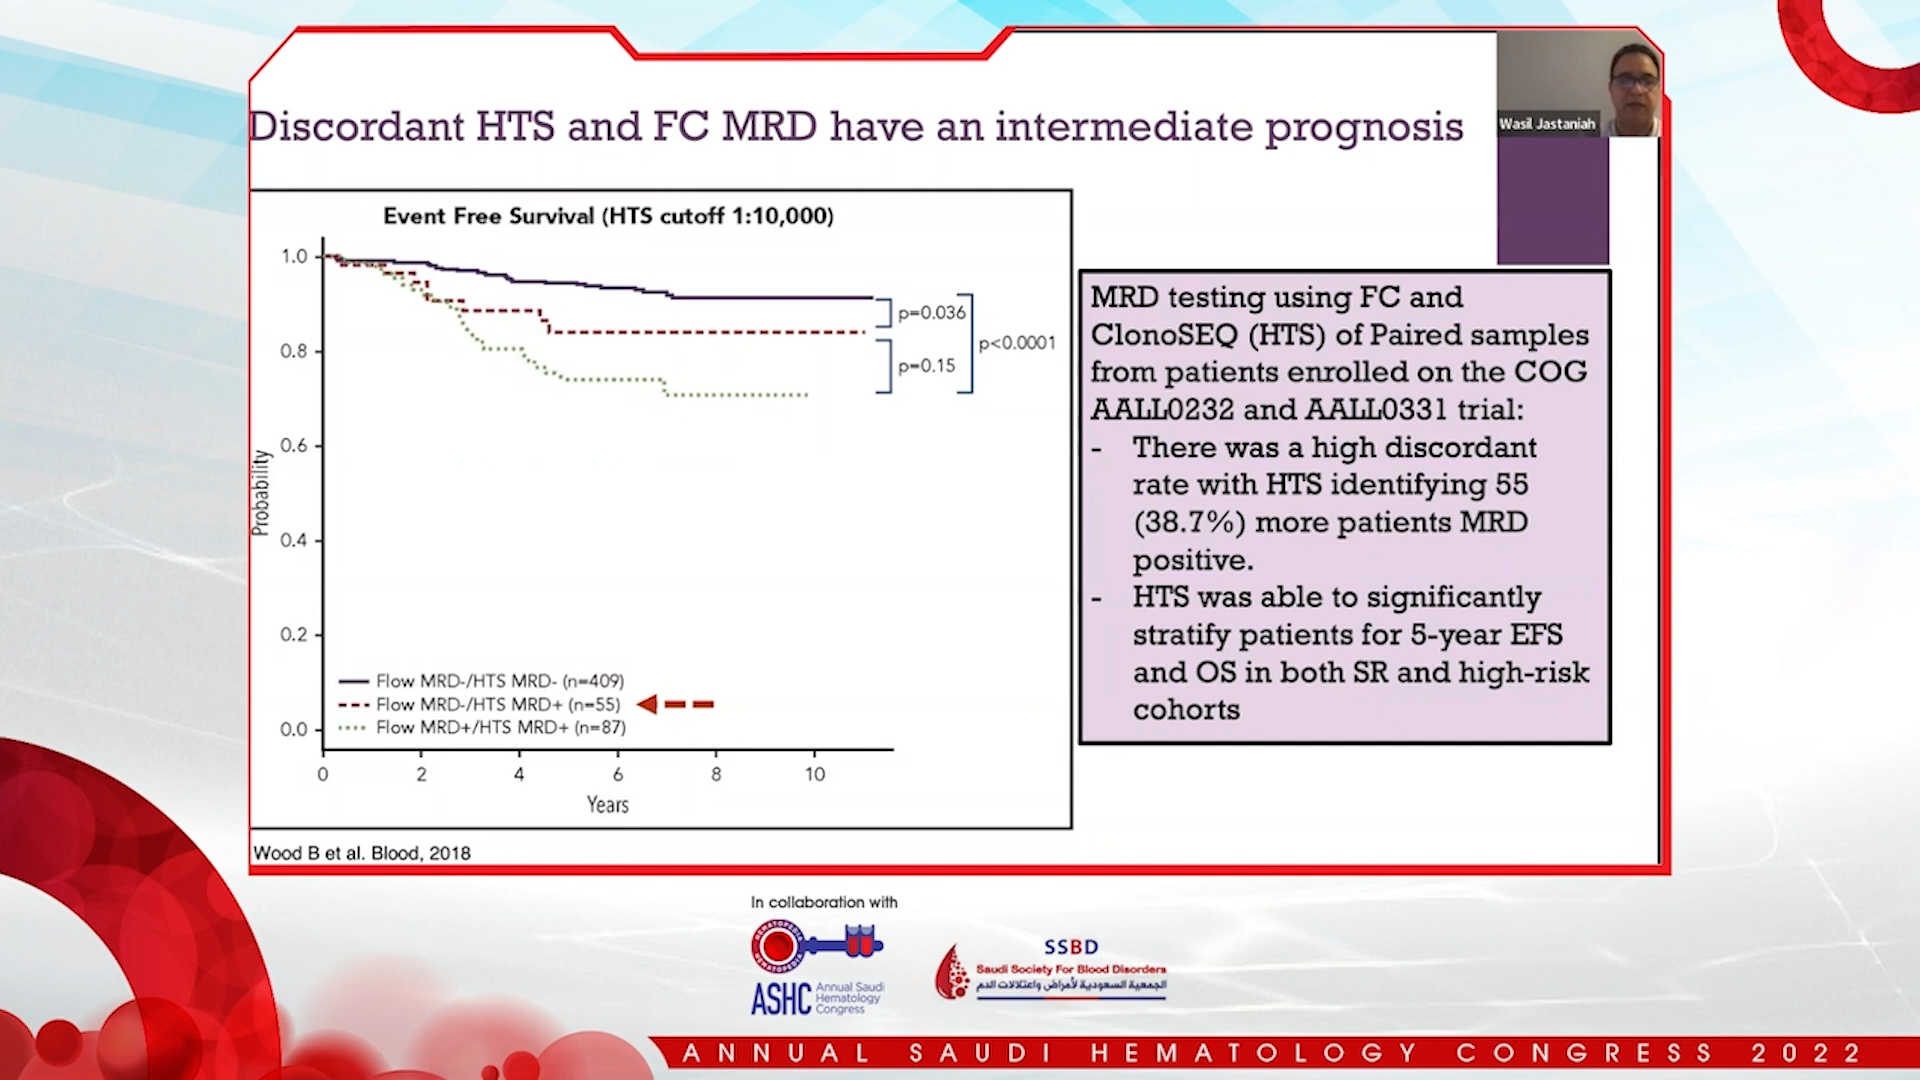 Discordant HTS and FC MRD have an intermediate prognosis
Wasil Jastaniah
Event Free Survival (HTS cutoff 1:10,000)
Probability
1.0
0.8
0.6
0.4
0.2
0.0
p=0.036
p=0.15
p<0.0001
Flow MRD-/HTS MRD- (n=409)
Flow MRD-/HTS MRD+ (n=55)
Flow MRD+/HTS MRD+ (n=87)
0 2 4 6 8 10
Years
MRD testing using FC and
ClonoSEQ (HTS) of Paired samples
from patients enrolled on the COG
AALL0232 and AALL0331 trial:
- There was a high discordant
rate with HTS identifying 55
(38.7%) more patients MRD
positive.
- HTS was able to significantly
stratify patients for 5-year EFS
and OS in both SR and high-risk
cohorts
Wood B et al. Blood, 2018
In collaboration with
HEMATOPEDIA
HEMATOPEDIA
ASHC Annual Saudi
Hematology
Congress
SSBD
Saudi Society For Blood Disorders
الجمعية السعودية لأمراض واعتلالات الدم
ANNUAL SAUDI HEMATOLOGY CONGRESS 2022